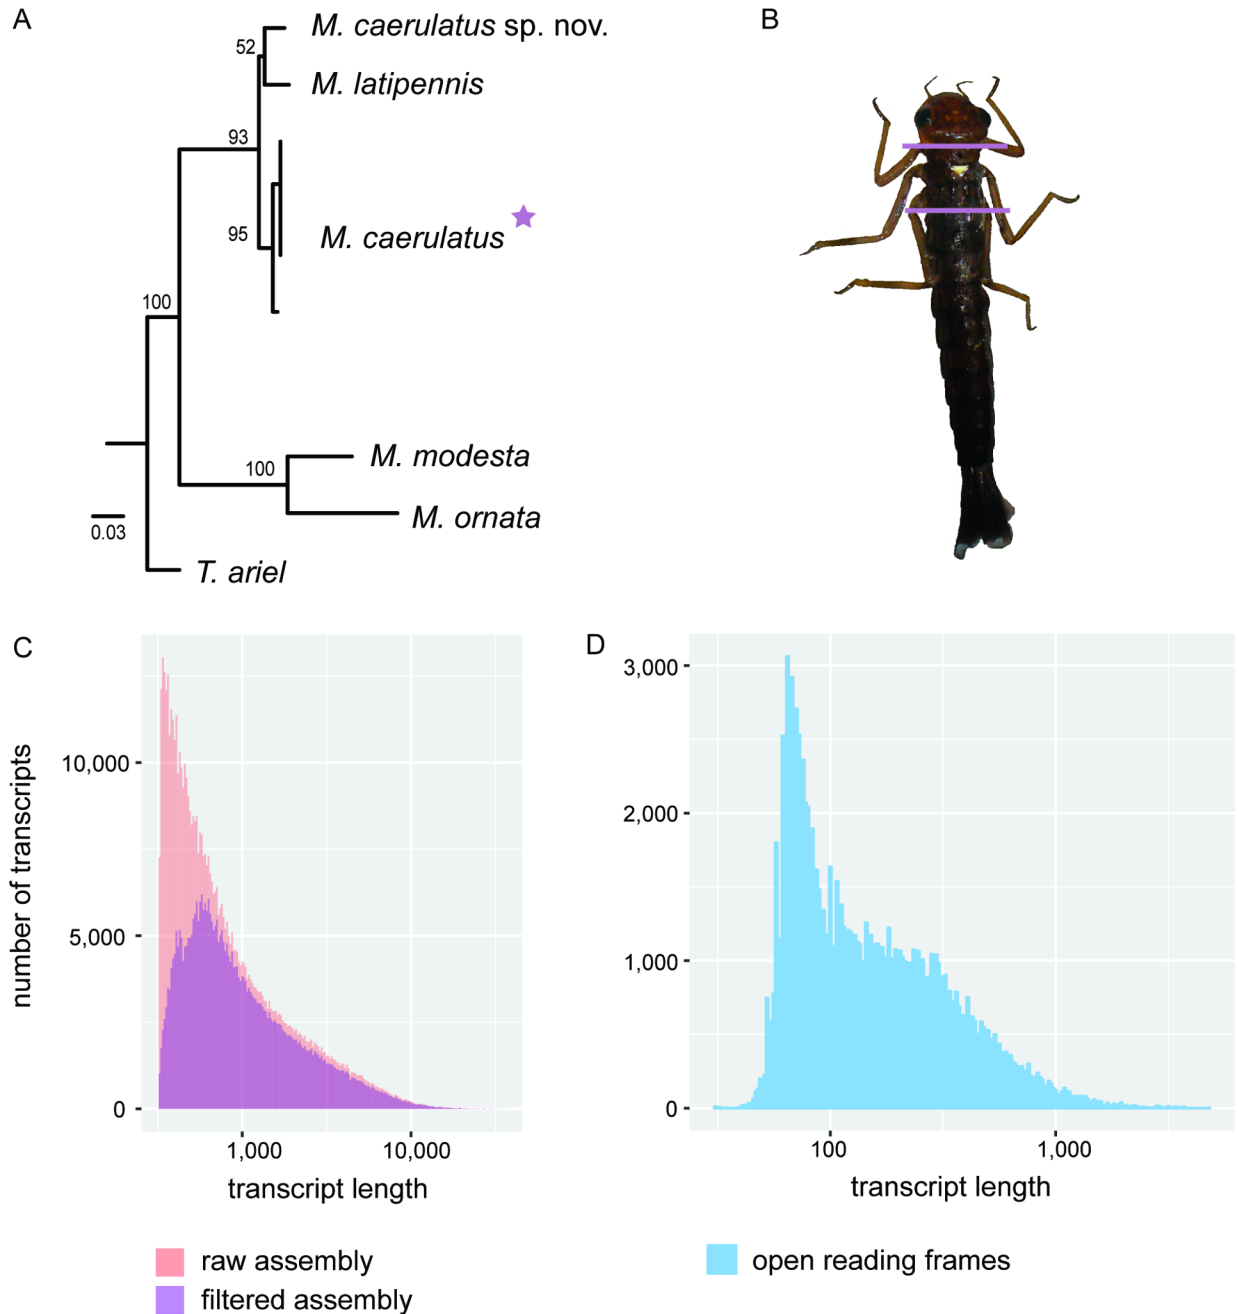 A
B
M. caerulatus sp. nov.
52
M. latipennis
93
M. caerulatus
95
100
M. modesta
100
M. ornata
0.03
T. ariel
C
D
10,000
5,000
0
1,000
10,000
number of transcripts
transcript length
raw assembly
filtered assembly
3,000
2,000
1,000
0
100
1,000
transcript length
open reading frames